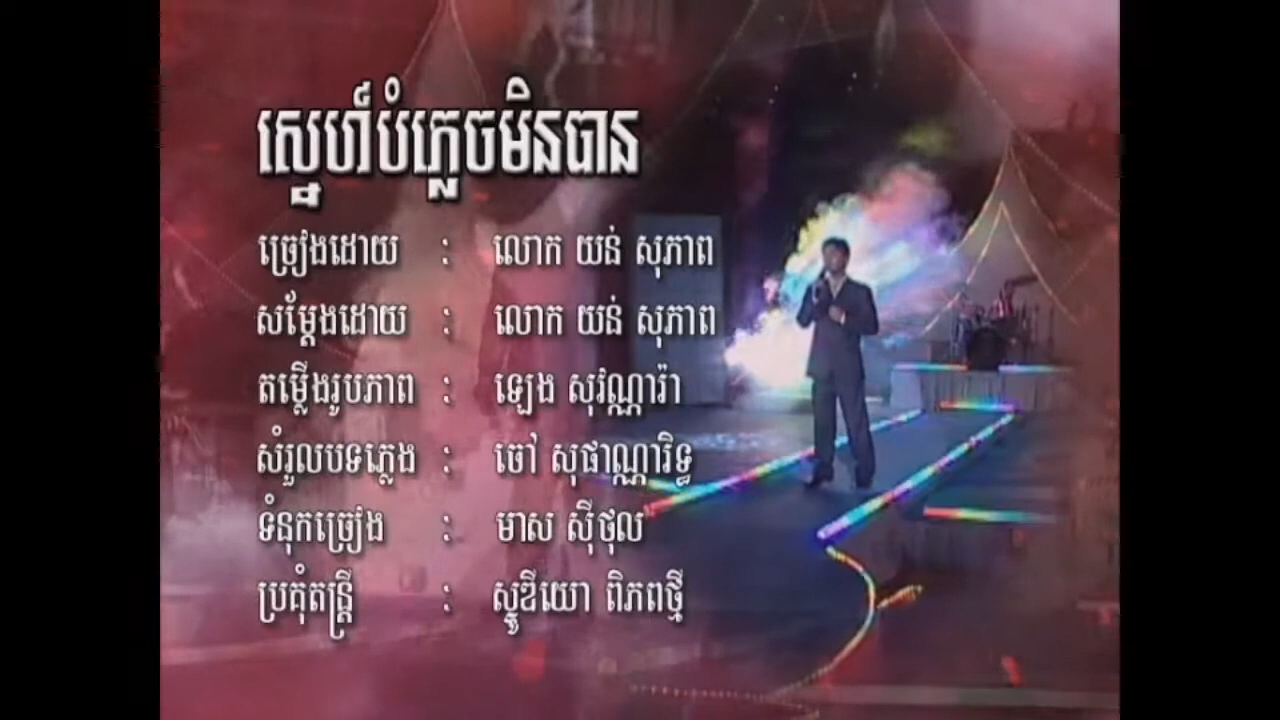 ស្នេហ៍បំភ្លេចមិនបាន
ច្រៀងដោយ : លោក យន់ សុភាព
សម្ដែងដោយ : លោក យន់ សុភាព
តម្លើងរូបភាព : ឡេង សុវណ្ណារ៉ា
សំរួលបទភ្លេង : ចៅ សុផាណ្ណារិទ្ធ
ទំនុកច្រៀង : មាស ស៊ីថុល
ប្រគុំតន្ត្រី : ស្ទូឌីយោ ពិភពថ្មី